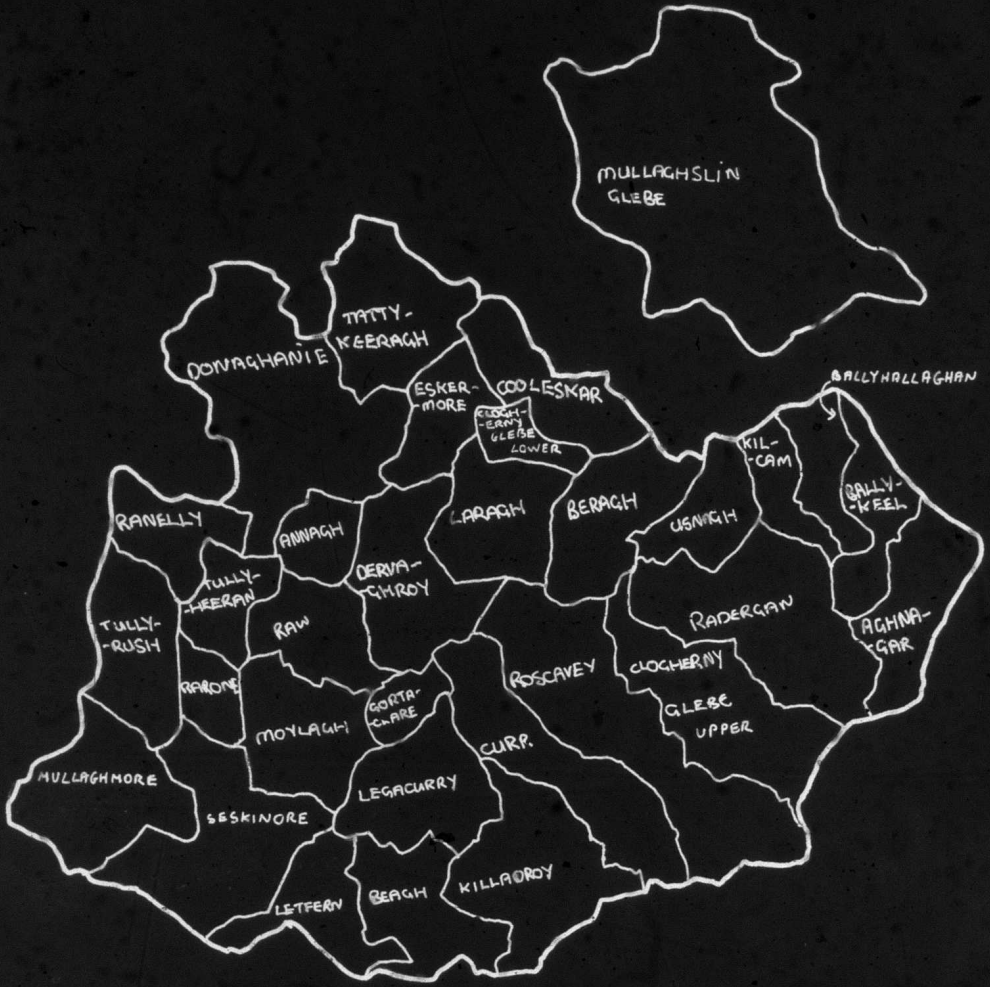 MULLAGHSLIN
GLEBE
TATTY-
KEERAGH
DONAGHANIE
BALLYHALLAGHAN
ESKER-
-MORE
COOLESKAR
CLOGH-
-ERNY
GLEBE
LOWER
KIL-
-CAM
BALLY-
-KEEL
RANELLY
ANNAGH
LARAGH
BERAGH
USNAGH
DERVA-
GHROY
TULLY-
-HEERAN
RAW
TULLY-
-RUSH
RADERGAN
AGHNA-
-GAR
RARONE
MOYLAGH
GORTA-
-CLARE
ROSCAVEY
CLOGHERNY
GLEBE
UPPER
CURR.
MULLAGHMORE
SESKINORE
LEGACURRY
LETFERN
BEAGH
KILLADROY